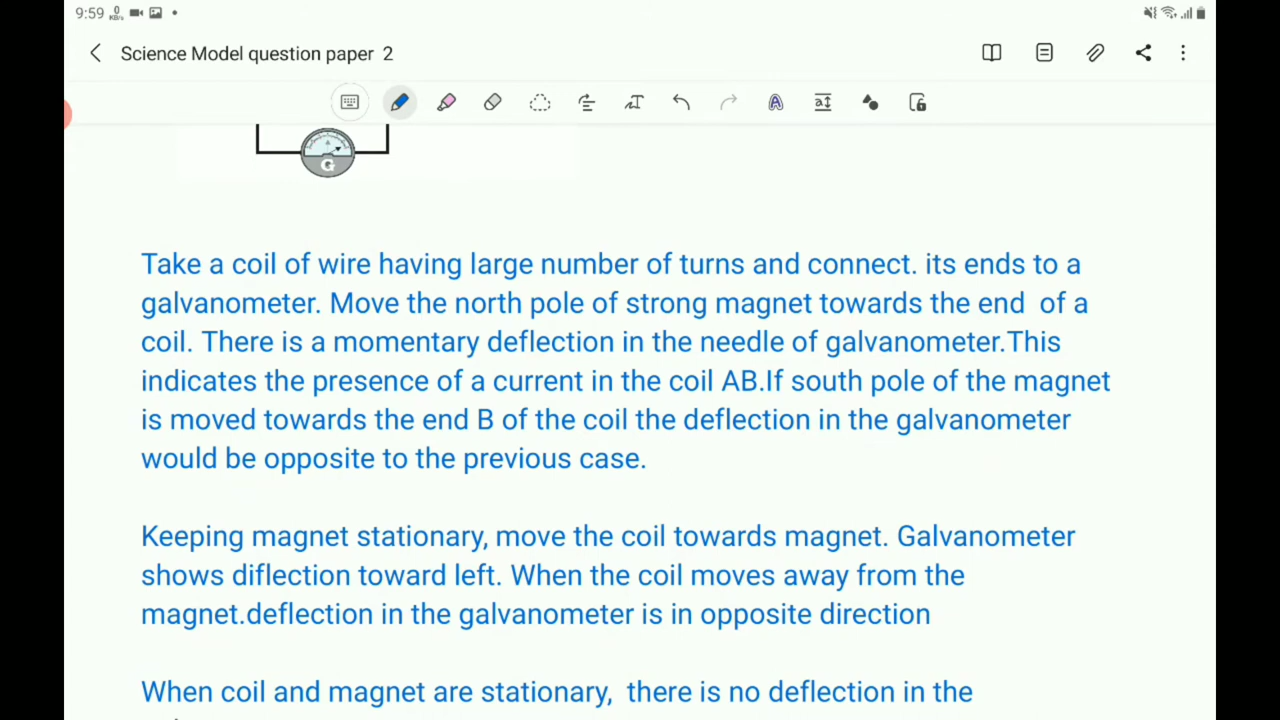 9:59 0 KB/s
Science Model question paper 2
G
Take a coil of wire having large number of turns and connect. its ends to a
galvanometer. Move the north pole of strong magnet towards the end of a
coil. There is a momentary deflection in the needle of galvanometer.This
indicates the presence of a current in the coil AB.If south pole of the magnet
is moved towards the end B of the coil the deflection in the galvanometer
would be opposite to the previous case.
Keeping magnet stationary, move the coil towards magnet. Galvanometer
shows diflection toward left. When the coil moves away from the
magnet.deflection in the galvanometer is in opposite direction
When coil and magnet are stationary, there is no deflection in the